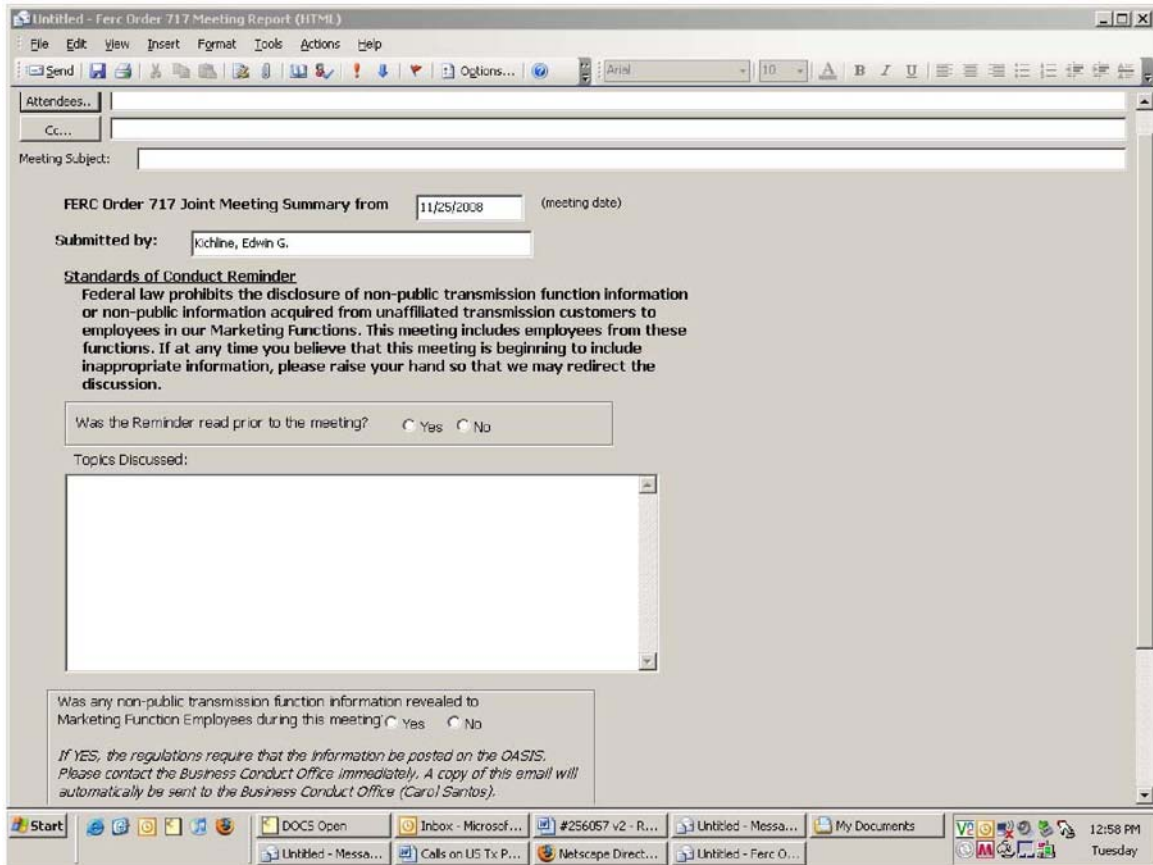 Untitled - Ferc Order 717 Meeting Report (HTML)
File Edit View Insert Format Tools Actions Help
Send Options... Arial 10 A B I U
Attendees..
Cc...
Meeting Subject:
FERC Order 717 Joint Meeting Summary from 11/25/2008 (meeting date)
Submitted by: Kichline, Edwin G.
Standards of Conduct Reminder
Federal law prohibits the disclosure of non-public transmission function information
or non-public information acquired from unaffiliated transmission customers to
employees in our Marketing Functions. This meeting includes employees from these
functions. If at any time you believe that this meeting is beginning to include
inappropriate information, please raise your hand so that we may redirect the
discussion.
Was the Reminder read prior to the meeting? Yes No
Topics Discussed:
Was any non-public transmission function information revealed to
Marketing Function Employees during this meeting Yes No
If YES, the regulations require that the information be posted on the OASIS.
Please contact the Business Conduct Office immediately. A copy of this email will
automatically be sent to the Business Conduct Office (Carol Santos).
Start DOCS Open Inbox - Microsof... #256057 v2 - R... Untitled - Messa... My Documents 12:58 PM
Untitled - Messa... Calls on US Tx P... Netscape Direct... Untitled - Ferc O... Tuesday